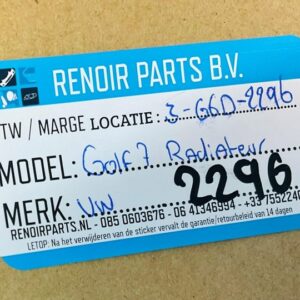 RENOIR PARTS B.V.
TW / MARGE LOCATIE : 3-GGD-2296
MODEL: Golf 7 Radiateur
MERK: VW 2296
RENOIRPARTS.NL - 085 0603676 - 06 41346994 - +33 7552240
LETOP: Na het verwijderen van de sticker vervalt de garantie/retourbeleid van 14 dagen